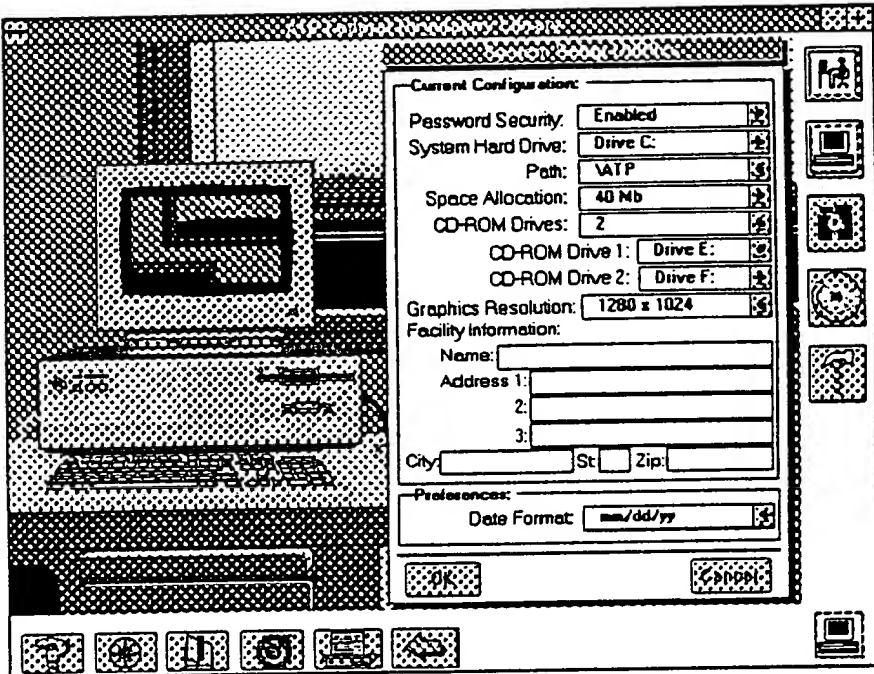 Current Configuration:
Password Security: Enabled
System Hard Drive: Drive C:
Path: \ATP
Space Allocation: 40 Mb
CD-ROM Drives: 2
CD-ROM Drive 1: Drive E:
CD-ROM Drive 2: Drive F:
Graphics Resolution: 1280 x 1024
Facility Information:
Name:
Address 1:
2:
3:
City: St: Zip:
Preferences:
Date Format: mm/dd/yy
OK Cancel